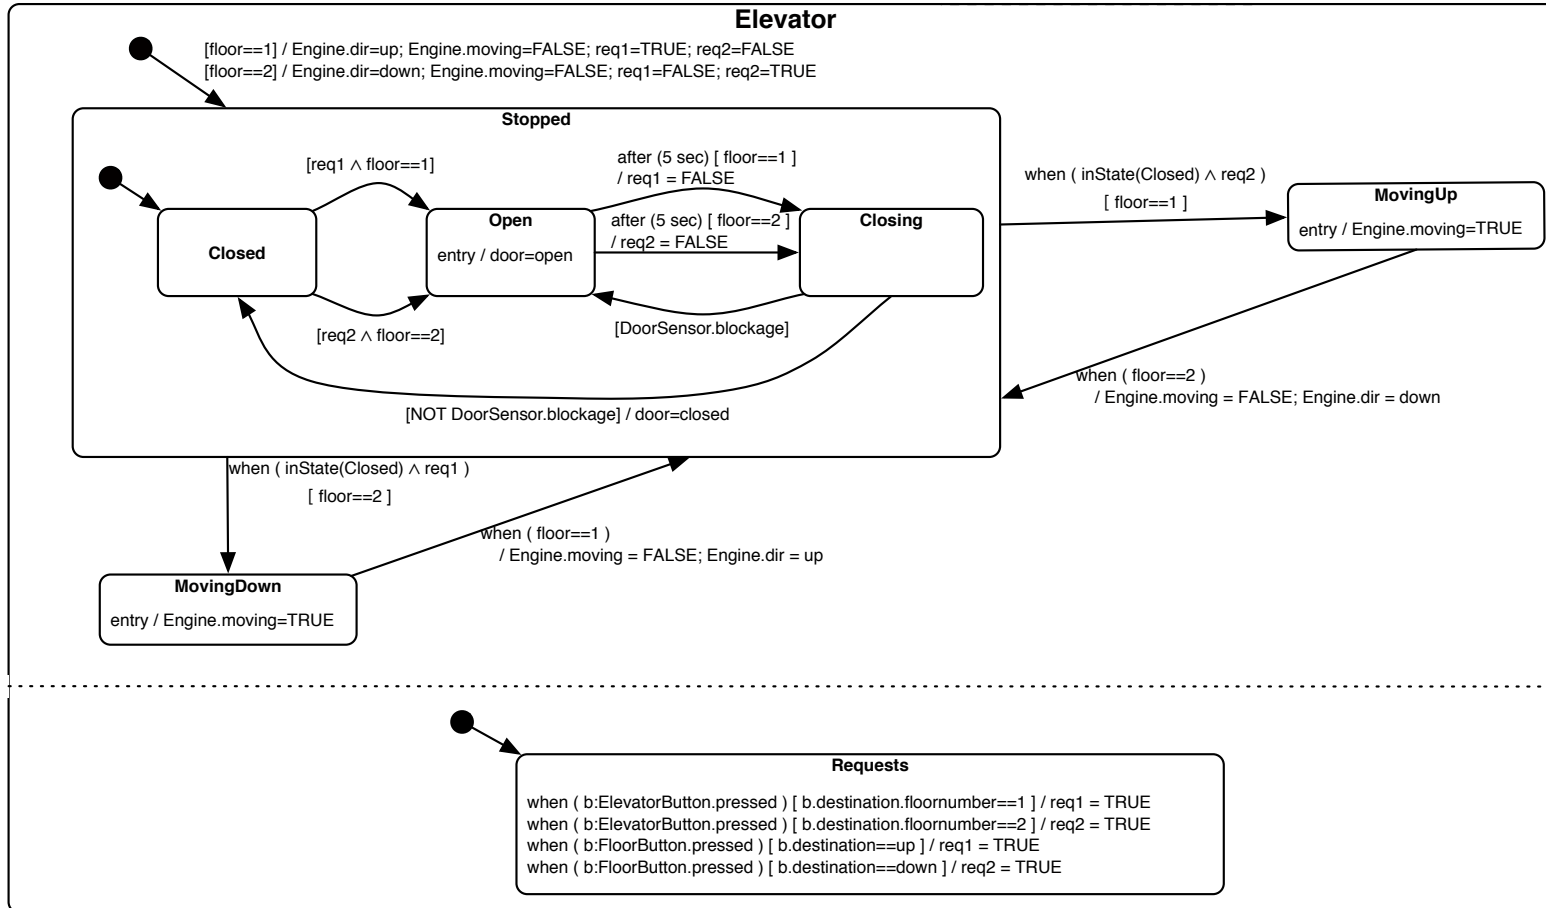 Elevator
[floor==1] / Engine.dir=up; Engine.moving=FALSE; req1=TRUE; req2=FALSE
[floor==2] / Engine.dir=down; Engine.moving=FALSE; req1=FALSE; req2=TRUE
Stopped
[req1 ∧ floor==1]
after (5 sec) [ floor==1 ]
/ req1 = FALSE
Closed
Open
entry / door=open
after (5 sec) [ floor==2 ]
/ req2 = FALSE
Closing
[req2 ∧ floor==2]
[DoorSensor.blockage]
[NOT DoorSensor.blockage] / door=closed
when ( inState(Closed) ∧ req2 )
[ floor==1 ]
MovingUp
entry / Engine.moving=TRUE
when ( floor==2 )
/ Engine.moving = FALSE; Engine.dir = down
when ( inState(Closed) ∧ req1 )
[ floor==2 ]
when ( floor==1 )
/ Engine.moving = FALSE; Engine.dir = up
MovingDown
entry / Engine.moving=TRUE
Requests
when ( b:ElevatorButton.pressed ) [ b.destination.floornumber==1 ] / req1 = TRUE
when ( b:ElevatorButton.pressed ) [ b.destination.floornumber==2 ] / req2 = TRUE
when ( b:FloorButton.pressed ) [ b.destination==up ] / req1 = TRUE
when ( b:FloorButton.pressed ) [ b.destination==down ] / req2 = TRUE